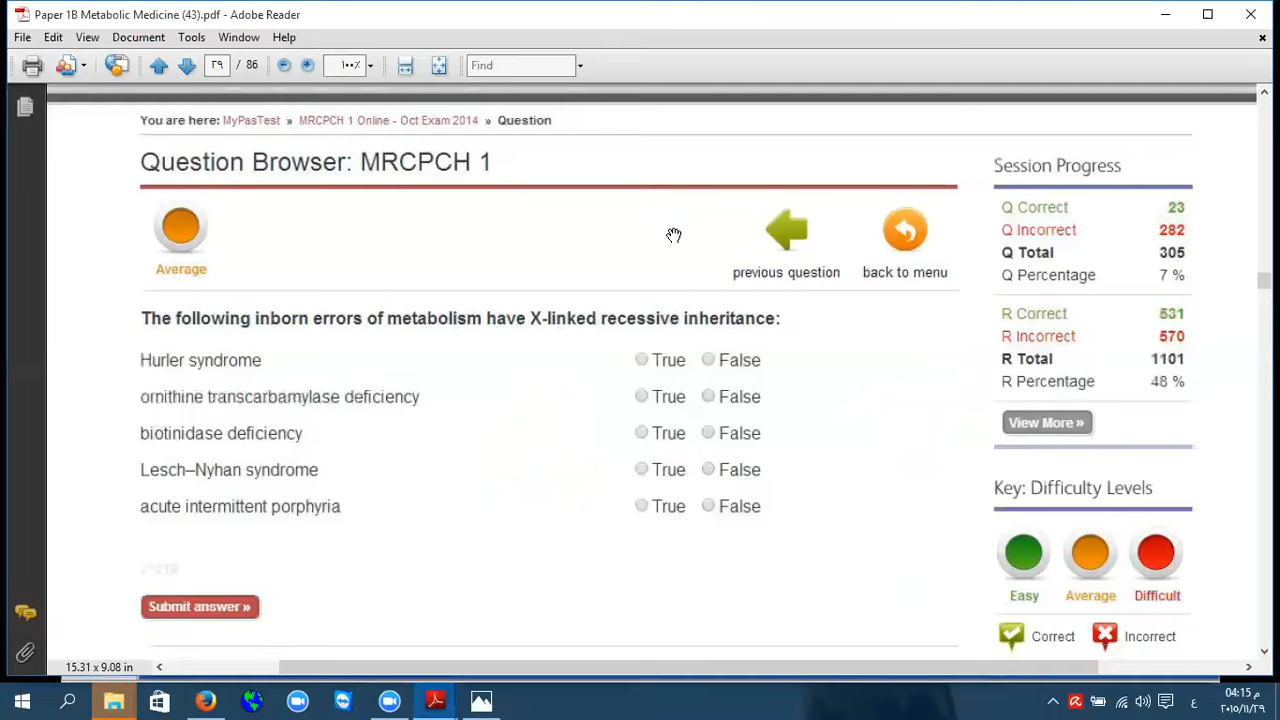 Paper 1B Metabolic Medicine (43).pdf - Adobe Reader
File Edit View Document Tools Window Help
٢٩ / 86 ١٠٠٪ Find
You are here: MyPasTest » MRCPCH 1 Online - Oct Exam 2014 » Question
Question Browser: MRCPCH 1
Average
previous question
back to menu
The following inborn errors of metabolism have X-linked recessive inheritance:
Hurler syndrome True False
ornithine transcarbamylase deficiency True False
biotinidase deficiency True False
Lesch–Nyhan syndrome True False
acute intermittent porphyria True False
Submit answer »
Session Progress
Q Correct 23
Q Incorrect 282
Q Total 305
Q Percentage 7 %
R Correct 531
R Incorrect 570
R Total 1101
R Percentage 48 %
View More »
Key: Difficulty Levels
Easy Average Difficult
Correct Incorrect
15.31 x 9.08 in
ع
04:15 م
٢٠١٥/١١/٢٩